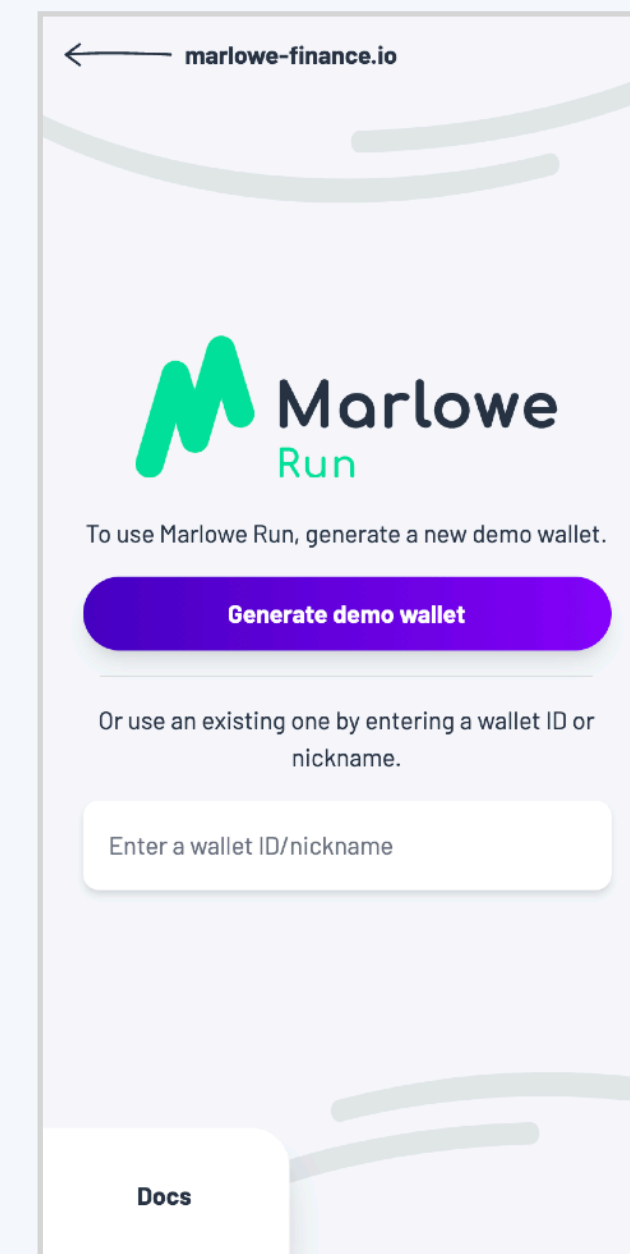 marlowe-finance.io
Marlowe
Run
To use Marlowe Run, generate a new demo wallet.
Generate demo wallet
Or use an existing one by entering a wallet ID or
nickname.
Enter a wallet ID/nickname
Docs